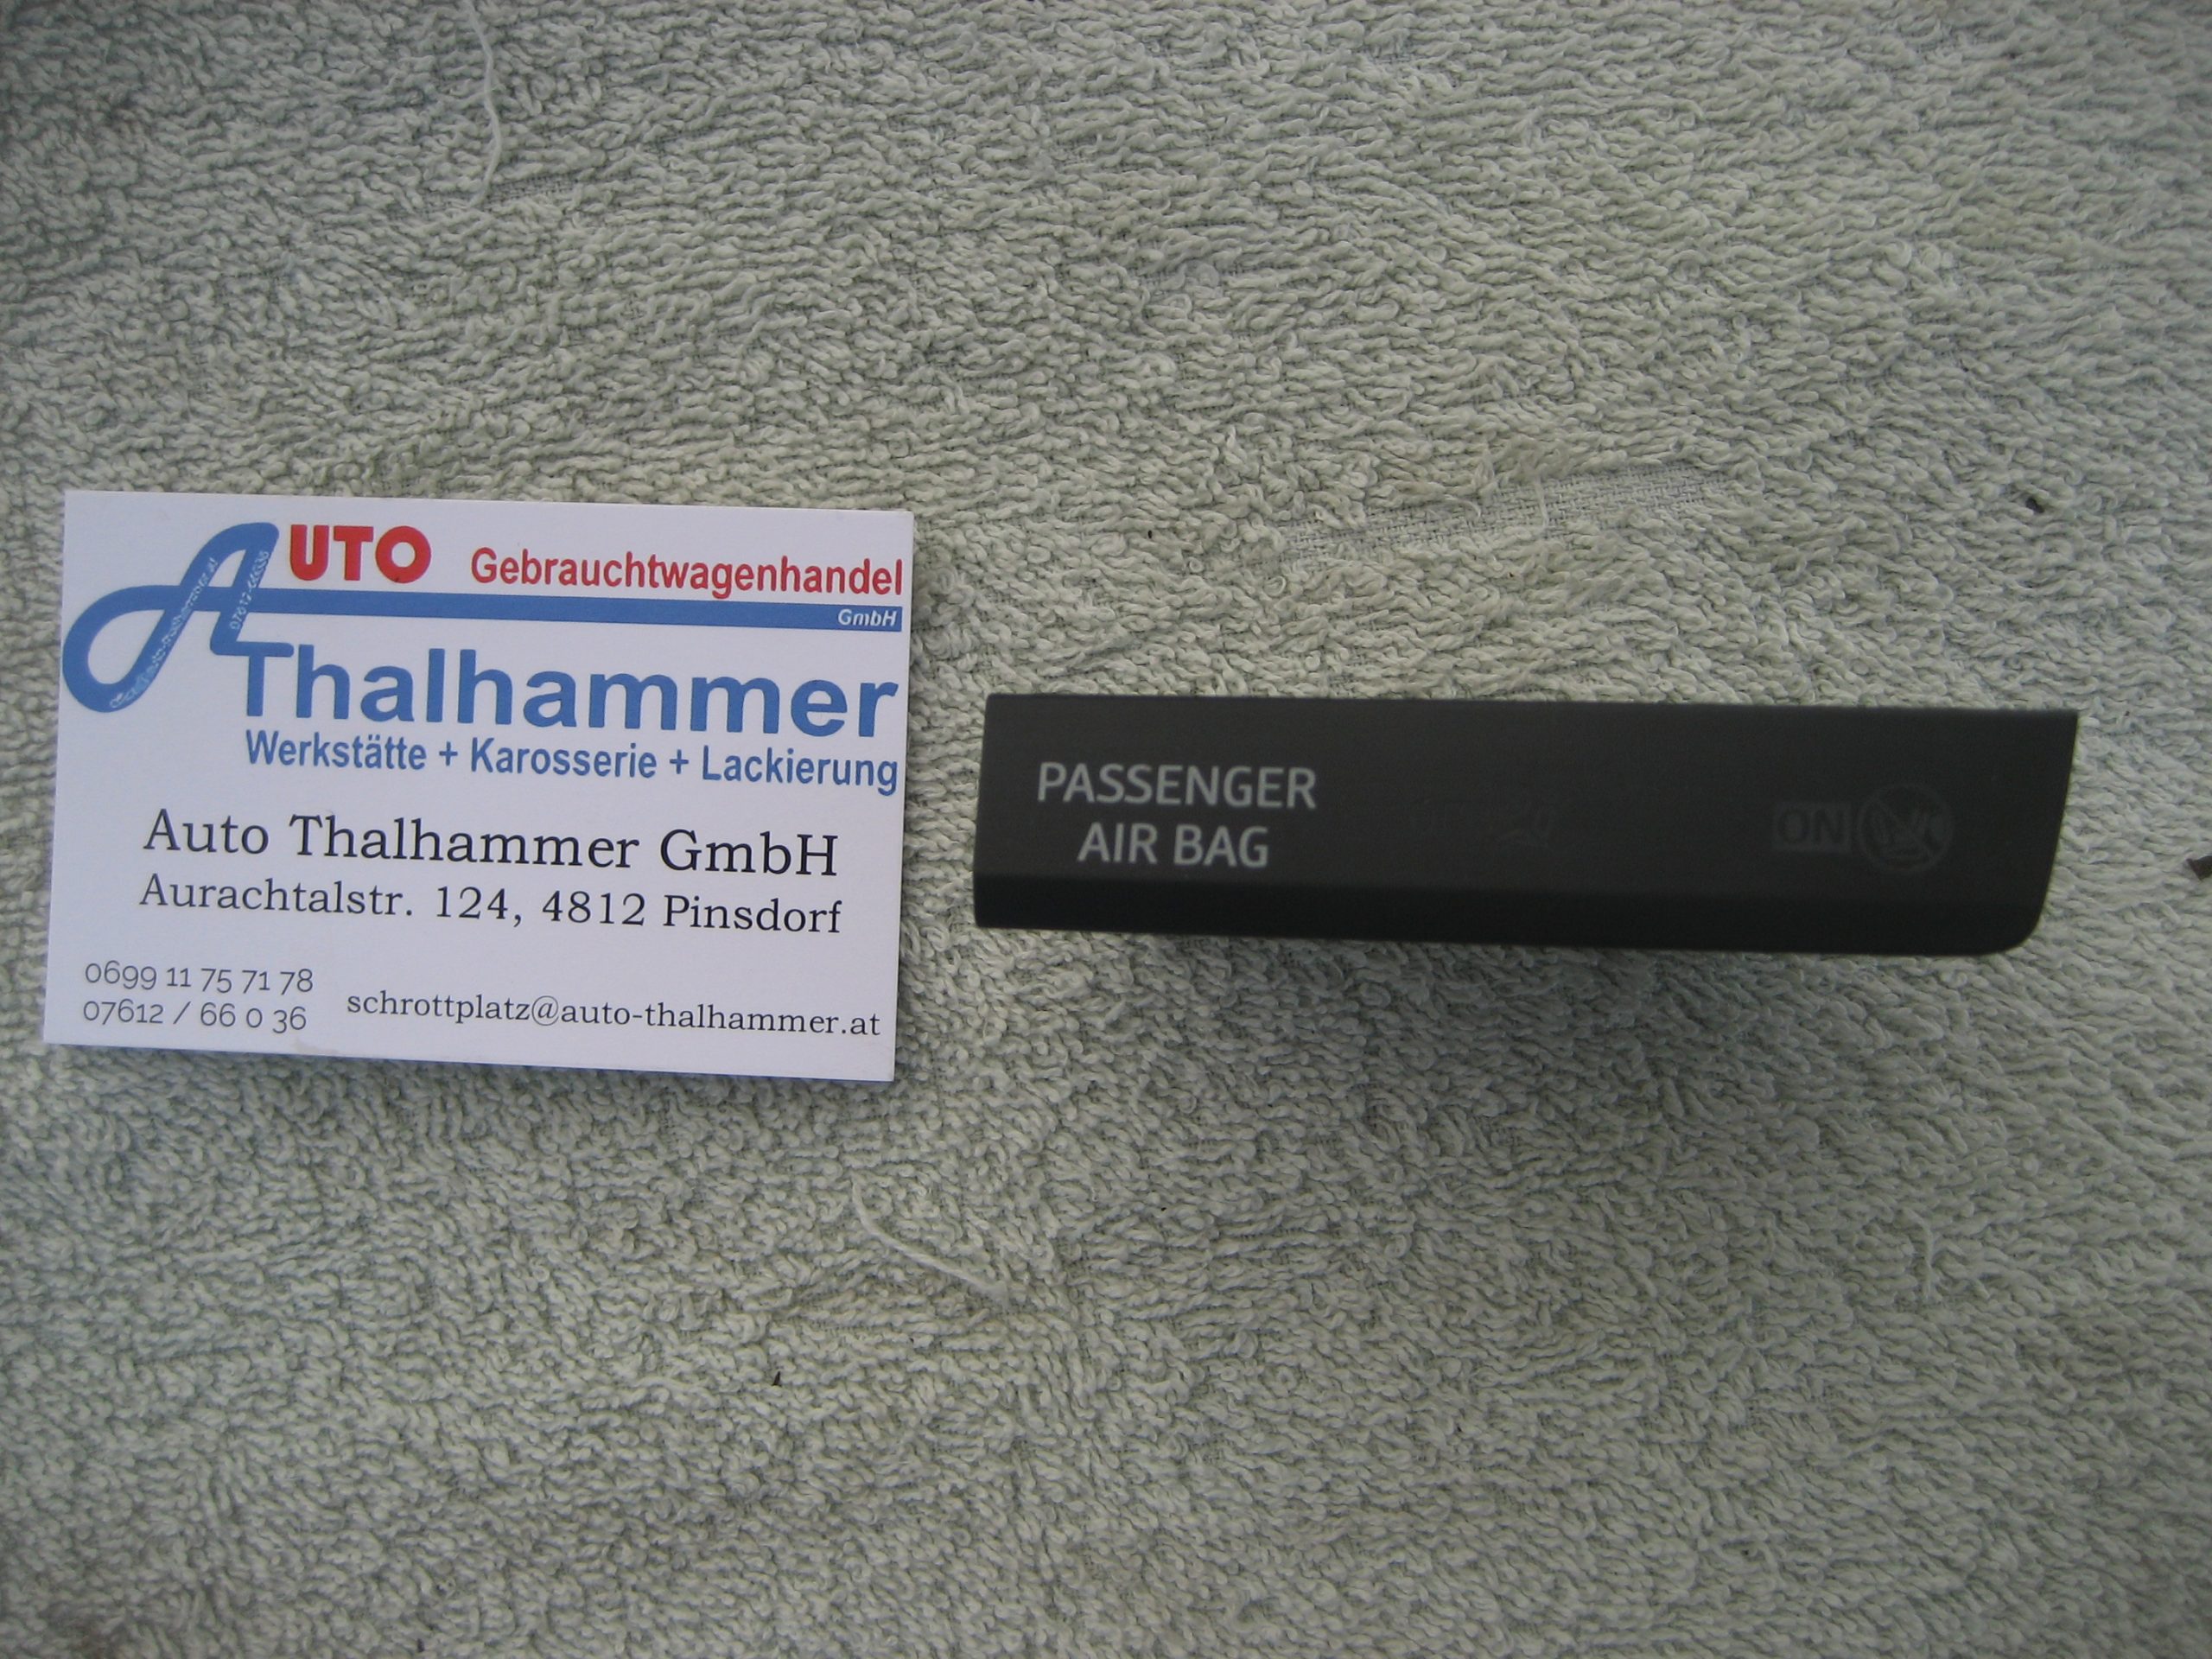 AUTO Gebrauchtwagenhandel
GmbH
Thalhammer
Werkstätte + Karosserie + Lackierung
Auto Thalhammer GmbH
Aurachtalstr. 124, 4812 Pinsdorf
0699 11 75 71 78
07612 / 66 0 36
schrottplatz@auto-thalhammer.at
PASSENGER
AIR BAG
ON